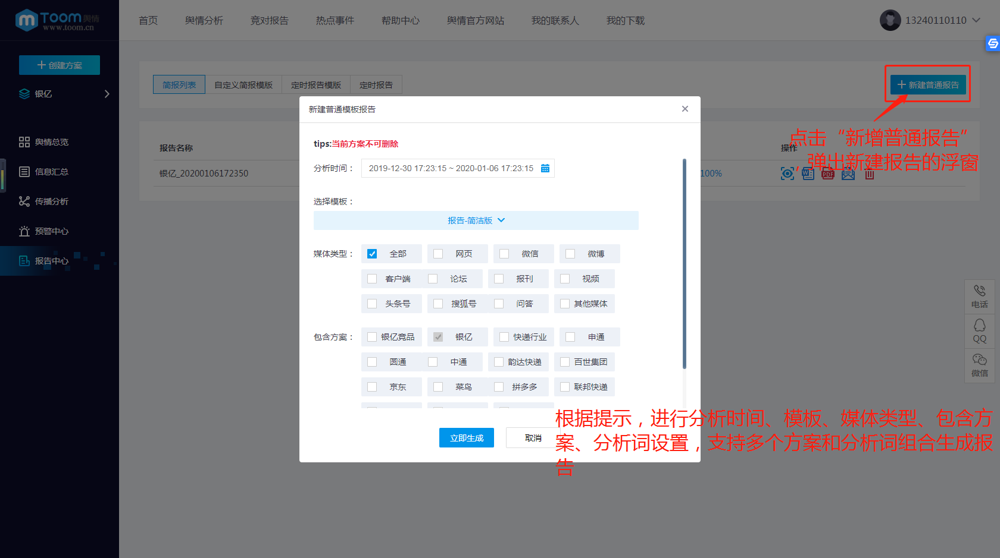 Toom舆情
www.toom.cn
首页 舆情分析 竞对报告 热点事件 帮助中心 舆情官方网站 我的联系人 我的下载
13240110110
创建方案
银亿
舆情总览
信息汇总
传播分析
预警中心
报告中心
简报列表 自定义简报模版 定时报告模版 定时报告
新建普通报告
点击“新增普通报告”
，弹出新建报告的浮窗
报告名称
操作
银亿_20200106172350
100%
W PDF
新建普通模板报告
tips:当前方案不可删除
分析时间： 2019-12-30 17:23:15 ~ 2020-01-06 17:23:15
选择模板：
报告-简洁版
媒体类型： 全部 网页 微信 微博
客户端 论坛 报刊 视频
头条号 搜狐号 问答 其他媒体
包含方案： 银亿竞品 银亿 快递行业 申通
圆通 中通 韵达快递 百世集团
京东 菜鸟 拼多多 联邦快递
立即生成 取消
根据提示，进行分析时间、模板、媒体类型、包含方
案、分析词设置，支持多个方案和分析词组合生成报
告
电话
QQ
微信